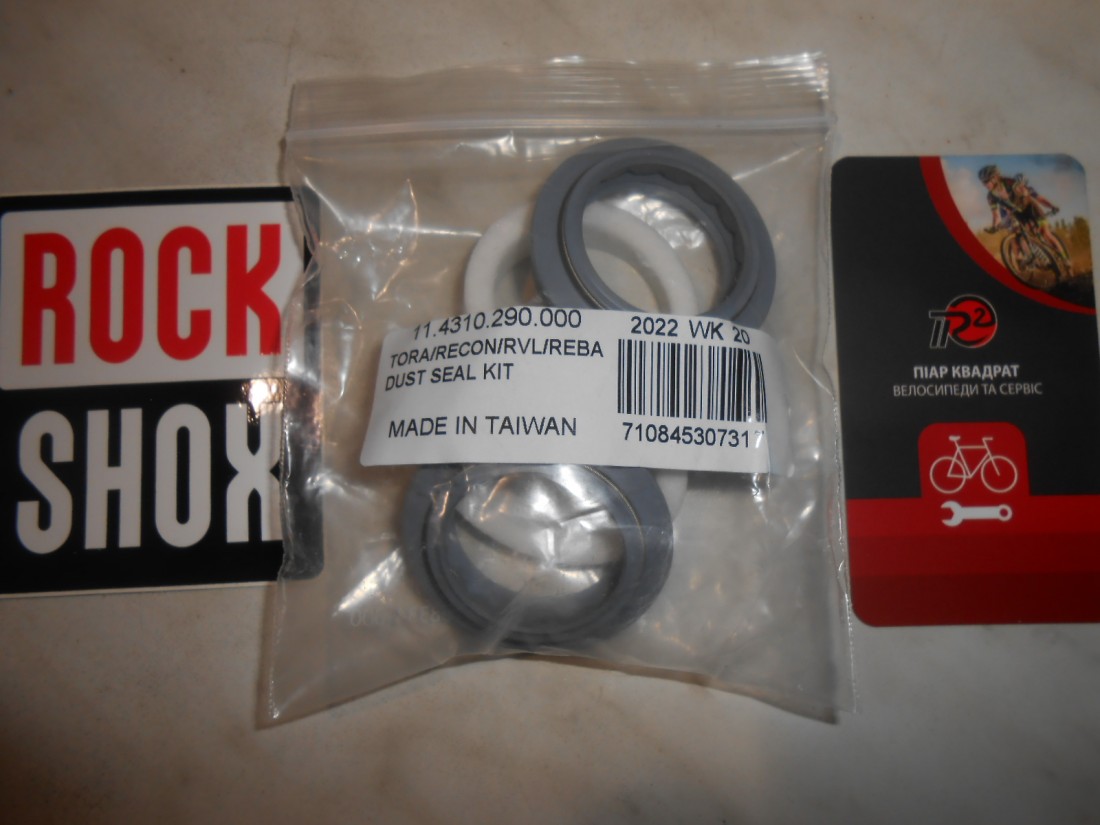 ROCK
SHOX
11.4310.290.000
TORA/RECON/RVL/REBA
DUST SEAL KIT
MADE IN TAIWAN
2022 WK 20
71084530731
ПІАР КВАДРАТ
ВЕЛОСИПЕДИ ТА СЕРВІС